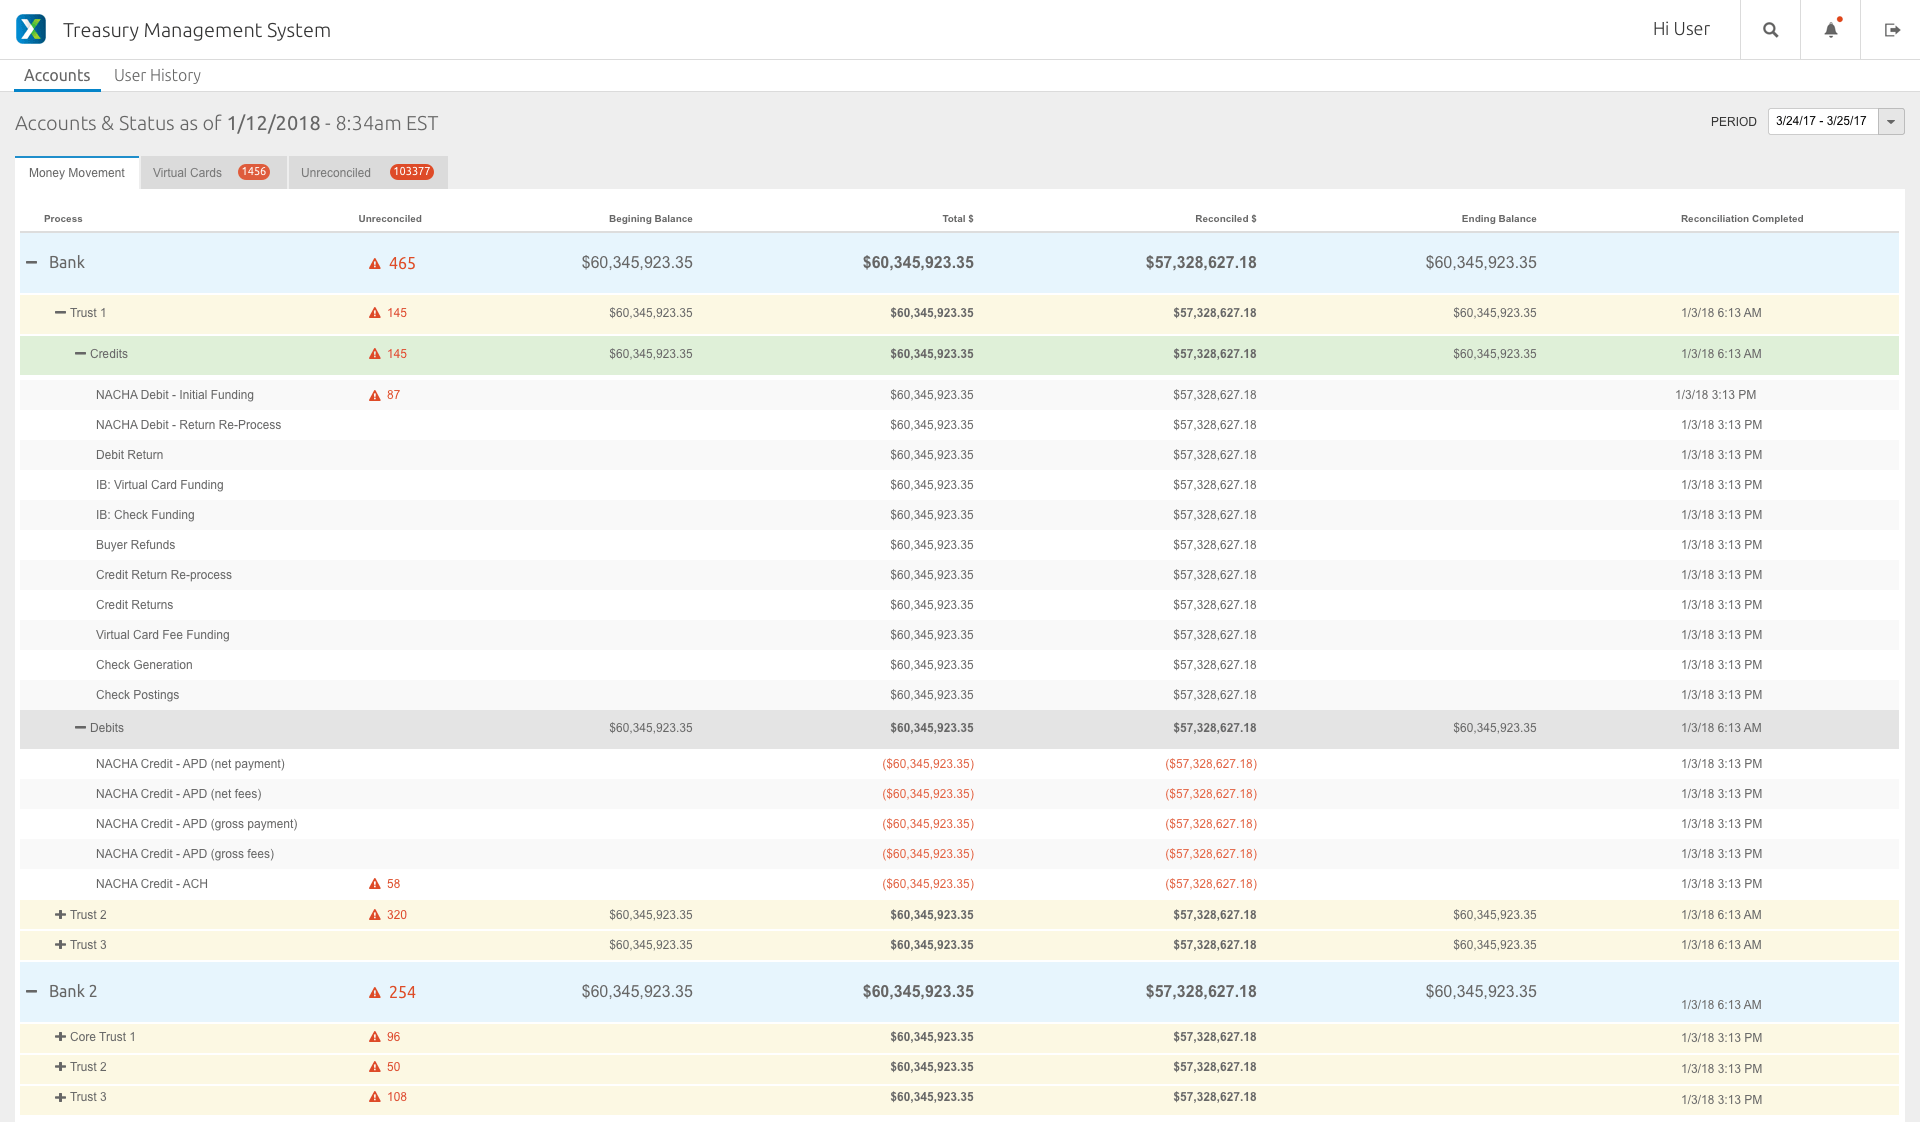 Treasury Management System Hi User
Accounts User History
Accounts & Status as of 1/12/2018 - 8:34am EST PERIOD 3/24/17 - 3/25/17
Money Movement Virtual Cards 1456 Unreconciled 103377
Process Unreconciled Begining Balance Total $ Reconciled $ Ending Balance Reconciliation Completed
Bank 465 $60,345,923.35 $60,345,923.35 $57,328,627.18 $60,345,923.35
Trust 1 145 $60,345,923.35 $60,345,923.35 $57,328,627.18 $60,345,923.35 1/3/18 6:13 AM
Credits 145 $60,345,923.35 $60,345,923.35 $57,328,627.18 $60,345,923.35 1/3/18 6:13 AM
NACHA Debit - Initial Funding 87 $60,345,923.35 $57,328,627.18 1/3/18 3:13 PM
NACHA Debit - Return Re-Process $60,345,923.35 $57,328,627.18 1/3/18 3:13 PM
Debit Return $60,345,923.35 $57,328,627.18 1/3/18 3:13 PM
IB: Virtual Card Funding $60,345,923.35 $57,328,627.18 1/3/18 3:13 PM
IB: Check Funding $60,345,923.35 $57,328,627.18 1/3/18 3:13 PM
Buyer Refunds $60,345,923.35 $57,328,627.18 1/3/18 3:13 PM
Credit Return Re-process $60,345,923.35 $57,328,627.18 1/3/18 3:13 PM
Credit Returns $60,345,923.35 $57,328,627.18 1/3/18 3:13 PM
Virtual Card Fee Funding $60,345,923.35 $57,328,627.18 1/3/18 3:13 PM
Check Generation $60,345,923.35 $57,328,627.18 1/3/18 3:13 PM
Check Postings $60,345,923.35 $57,328,627.18 1/3/18 3:13 PM
Debits $60,345,923.35 $60,345,923.35 $57,328,627.18 $60,345,923.35 1/3/18 6:13 AM
NACHA Credit - APD (net payment) ($60,345,923.35) ($57,328,627.18) 1/3/18 3:13 PM
NACHA Credit - APD (net fees) ($60,345,923.35) ($57,328,627.18) 1/3/18 3:13 PM
NACHA Credit - APD (gross payment) ($60,345,923.35) ($57,328,627.18) 1/3/18 3:13 PM
NACHA Credit - APD (gross fees) ($60,345,923.35) ($57,328,627.18) 1/3/18 3:13 PM
NACHA Credit - ACH 58 ($60,345,923.35) ($57,328,627.18) 1/3/18 3:13 PM
Trust 2 320 $60,345,923.35 $60,345,923.35 $57,328,627.18 $60,345,923.35 1/3/18 6:13 AM
Trust 3 $60,345,923.35 $60,345,923.35 $57,328,627.18 $60,345,923.35 1/3/18 6:13 AM
Bank 2 254 $60,345,923.35 $60,345,923.35 $57,328,627.18 $60,345,923.35 1/3/18 6:13 AM
Core Trust 1 96 $60,345,923.35 $57,328,627.18 1/3/18 3:13 PM
Trust 2 50 $60,345,923.35 $57,328,627.18 1/3/18 3:13 PM
Trust 3 108 $60,345,923.35 $57,328,627.18 1/3/18 3:13 PM